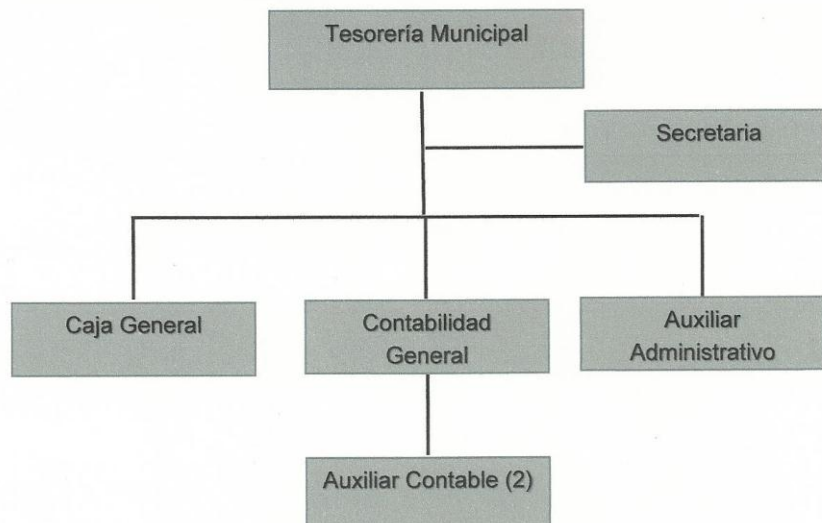 Tesorería Municipal
Secretaria
Caja General
Contabilidad
General
Auxiliar
Administrativo
Auxiliar Contable (2)